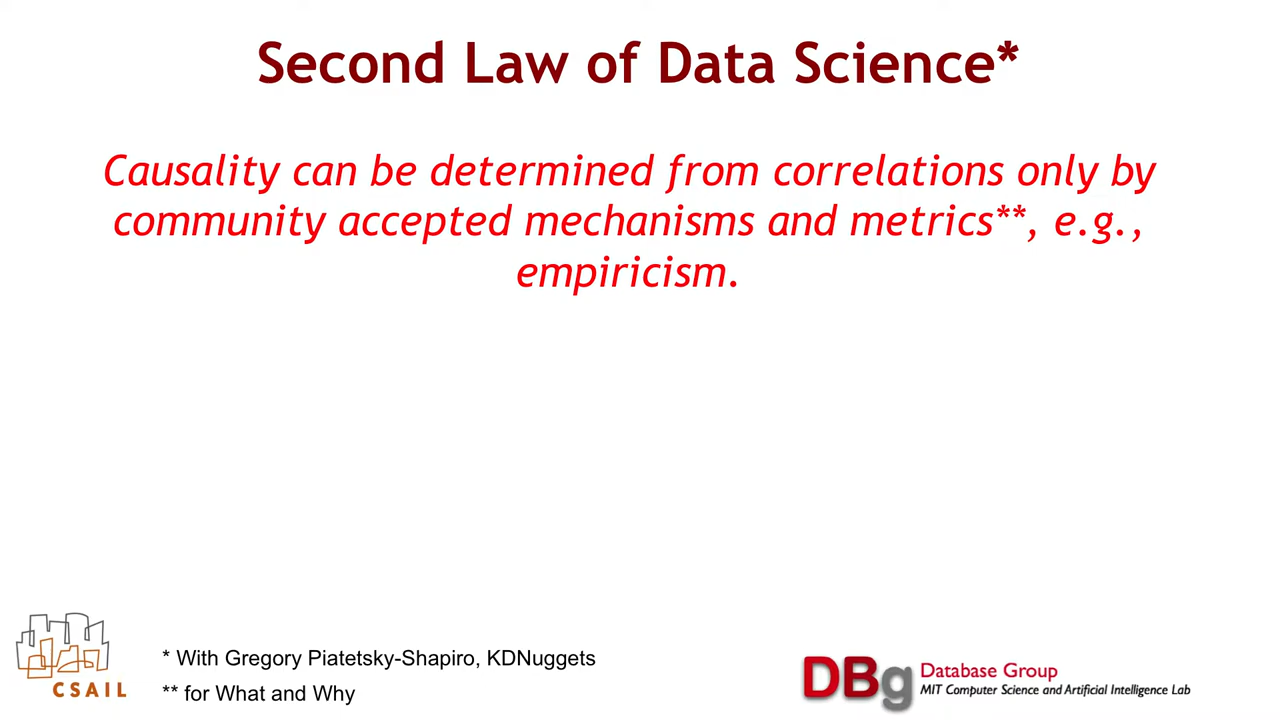 Second Law of Data Science*
Causality can be determined from correlations only by
community accepted mechanisms and metrics**, e.g.,
empiricism.
* With Gregory Piatetsky-Shapiro, KDNuggets
** for What and Why
CSAIL
DBg
Database Group
MIT Computer Science and Artificial Intelligence Lab